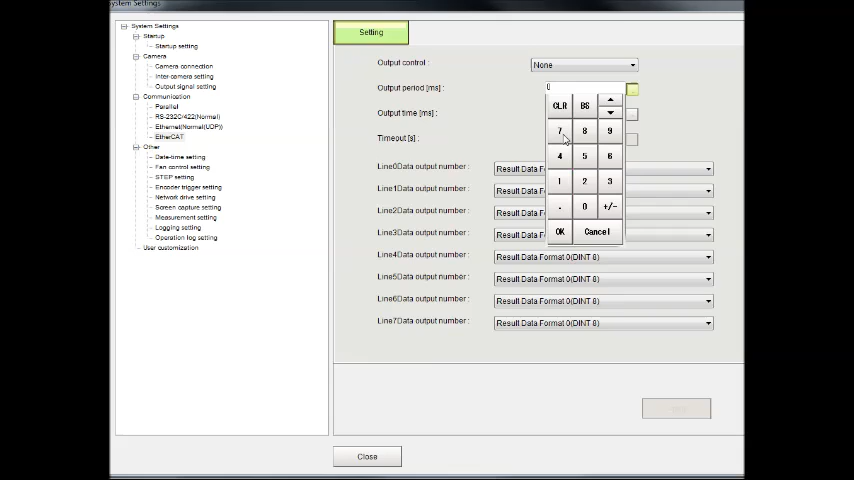 System Settings
System Settings
Startup
Startup setting
Camera
Camera connection
Inter-camera setting
Output signal setting
Communication
Parallel
RS-232C/422(Normal)
Ethernet(Normal(UDP))
EtherCAT
Other
Date-time setting
Fan control setting
STEP setting
Encoder trigger setting
Network drive setting
Screen capture setting
Measurement setting
Logging setting
Operation log setting
User customization
Setting
Output control : None
Output period [ms] : 0
Output time [ms] :
Timeout [s] :
CLR BS
7 8 9
4 5 6
1 2 3
. 0 +/-
OK Cancel
Line0Data output number : Result Data
Line1Data output number : Result Data
Line2Data output number : Result Data
Line3Data output number : Result Data
Line4Data output number : Result Data Format 0(DINT 8)
Line5Data output number : Result Data Format 0(DINT 8)
Line6Data output number : Result Data Format 0(DINT 8)
Line7Data output number : Result Data Format 0(DINT 8)
Close